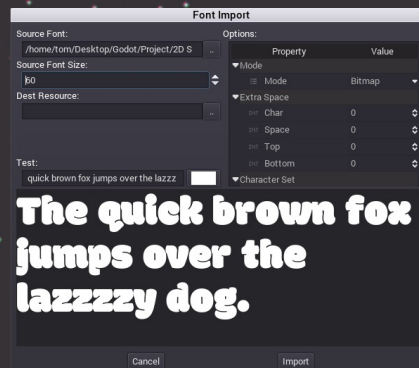 Font Import
Source Font:
/home/tom/Desktop/Godot/Project/2D S ..
Source Font Size:
60
Dest Resource:
..
Test:
quick brown fox jumps over the lazzz
Options:
Property Value
Mode
Mode Bitmap
Extra Space
Char 0
Space 0
Top 0
Bottom 0
Character Set
The quick brown fox
jumps over the
lazzzzy dog.
Cancel Import